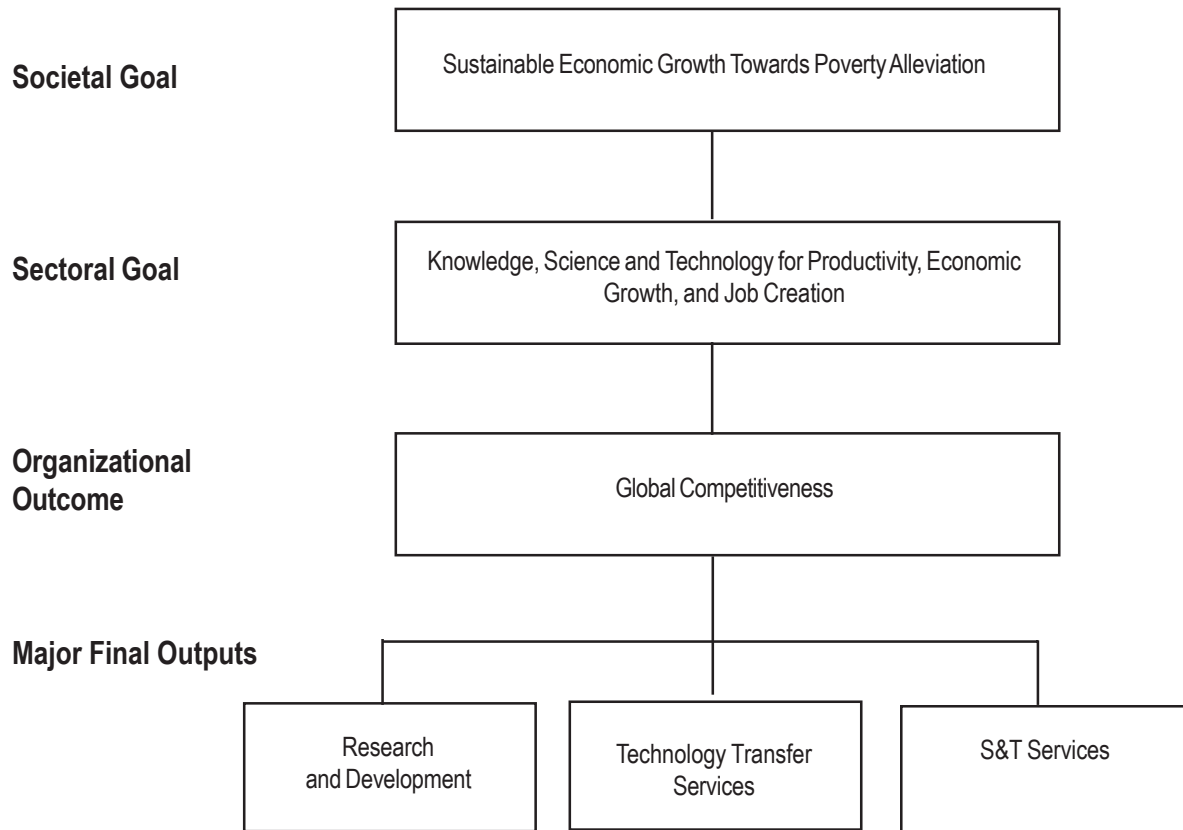 Societal Goal
Sustainable Economic Growth Towards Poverty Alleviation
Sectoral Goal
Knowledge, Science and Technology for Productivity, Economic
Growth, and Job Creation
Organizational
Outcome
Global Competitiveness
Major Final Outputs
Research
and Development
Technology Transfer
Services
S&T Services